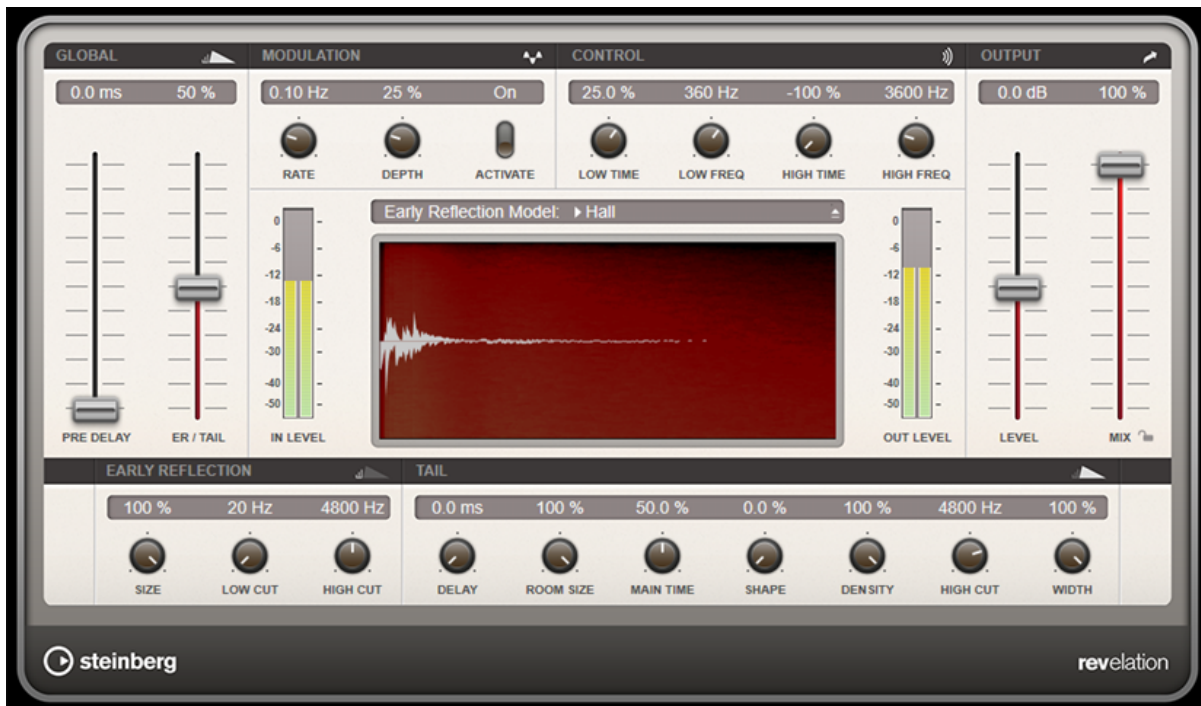 GLOBAL MODULATION CONTROL OUTPUT
0.0 ms 50 % 0.10 Hz 25 % On 25.0 % 360 Hz -100 % 3600 Hz 0.0 dB 100 %
RATE DEPTH ACTIVATE LOW TIME LOW FREQ HIGH TIME HIGH FREQ
Early Reflection Model: Hall
0 0
-6 -6
-12 -12
-18 -18
-24 -24
-30 -30
-40 -40
-50 -50
PRE DELAY ER / TAIL IN LEVEL OUT LEVEL LEVEL MIX
EARLY REFLECTION TAIL
100 % 20 Hz 4800 Hz 0.0 ms 100 % 50.0 % 0.0 % 100 % 4800 Hz 100 %
SIZE LOW CUT HIGH CUT DELAY ROOM SIZE MAIN TIME SHAPE DENSITY HIGH CUT WIDTH
steinberg revelation